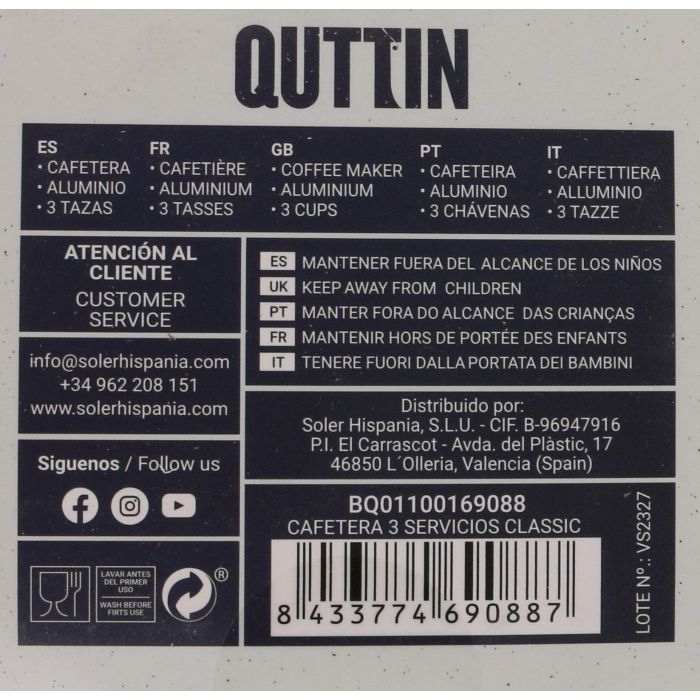 QUTTIN
ES
• CAFETERA
• ALUMINIO
• 3 TAZAS
FR
• CAFETIÈRE
• ALUMINIUM
• 3 TASSES
GB
• COFFEE MAKER
• ALUMINIUM
• 3 CUPS
PT
• CAFETEIRA
• ALUMINIO
• 3 CHÁVENAS
IT
• CAFFETTIERA
• ALLUMINIO
• 3 TAZZE
ATENCIÓN AL
CLIENTE
CUSTOMER
SERVICE
info@solerhispania.com
+34 962 208 151
www.solerhispania.com
Siguenos / Follow us
LAVAR ANTES
DEL PRIMER
USO
WASH BEFORE
FIRTS USE
®
ES MANTENER FUERA DEL ALCANCE DE LOS NIÑOS
UK KEEP AWAY FROM CHILDREN
PT MANTER FORA DO ALCANCE DAS CRIANÇAS
FR MANTENIR HORS DE PORTÉE DES ENFANTS
IT TENERE FUORI DALLA PORTATA DEI BAMBINI
Distribuido por:
Soler Hispania, S.L.U. - CIF. B-96947916
P.I. El Carrascot - Avda. del Plàstic, 17
46850 L´Olleria, Valencia (Spain)
BQ01100169088
CAFETERA 3 SERVICIOS CLASSIC
8 433774 690887
LOTE Nº.: VS2327